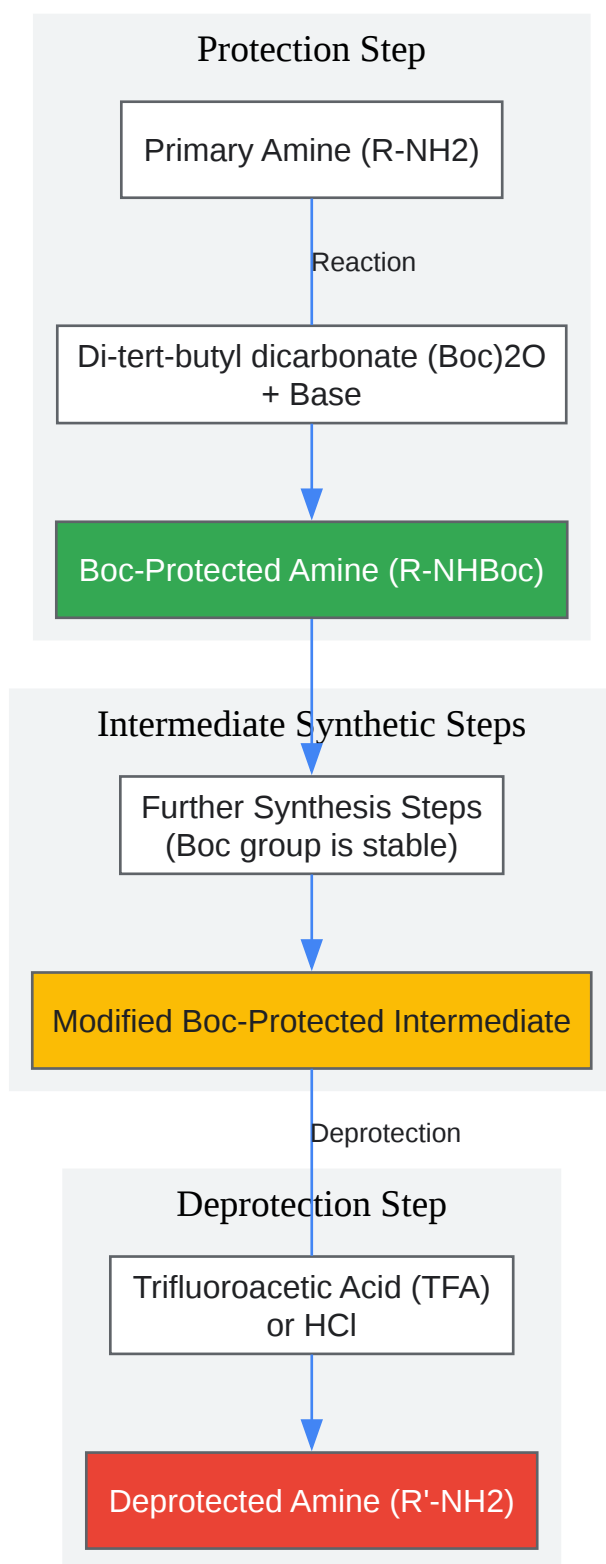 Protection Step
Primary Amine (R-NH2)
Reaction
Di-tert-butyl dicarbonate (Boc)2O
+ Base
Boc-Protected Amine (R-NHBoc)
Intermediate Synthetic Steps
Further Synthesis Steps
(Boc group is stable)
Modified Boc-Protected Intermediate
Deprotection
Deprotection Step
Trifluoroacetic Acid (TFA)
or HCl
Deprotected Amine (R'-NH2)